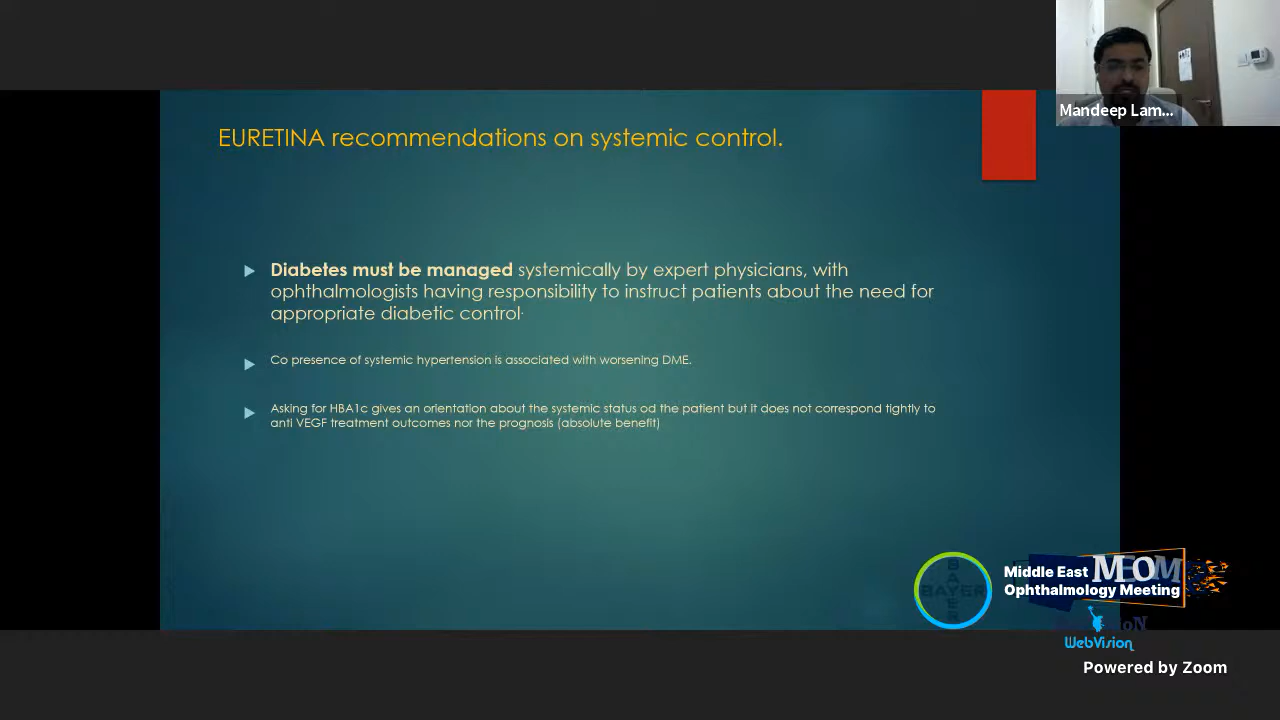 Mandeep Lam...
EURETINA recommendations on systemic control.
Diabetes must be managed systemically by expert physicians, with
ophthalmologists having responsibility to instruct patients about the need for
appropriate diabetic control.
Co presence of systemic hypertension is associated with worsening DME.
Asking for HBA1c gives an orientation about the systemic status od the patient but it does not correspond tightly to
anti VEGF treatment outcomes nor the prognosis (absolute benefit)
BAYER
Middle East MEOM
Ophthalmology Meeting
WebVision
Powered by Zoom